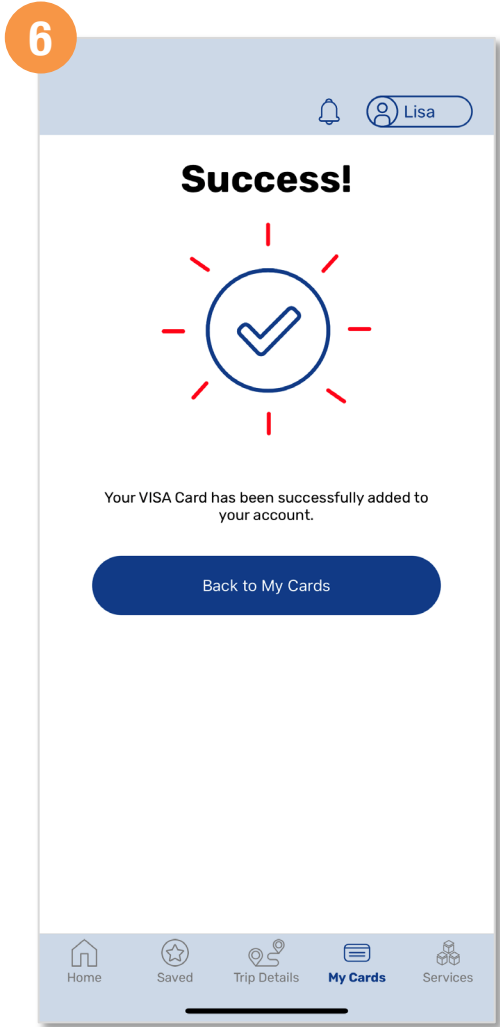 6
Lisa
Success!
Your VISA Card has been successfully added to
your account.
Back to My Cards
Home
Saved
Trip Details
My Cards
Services